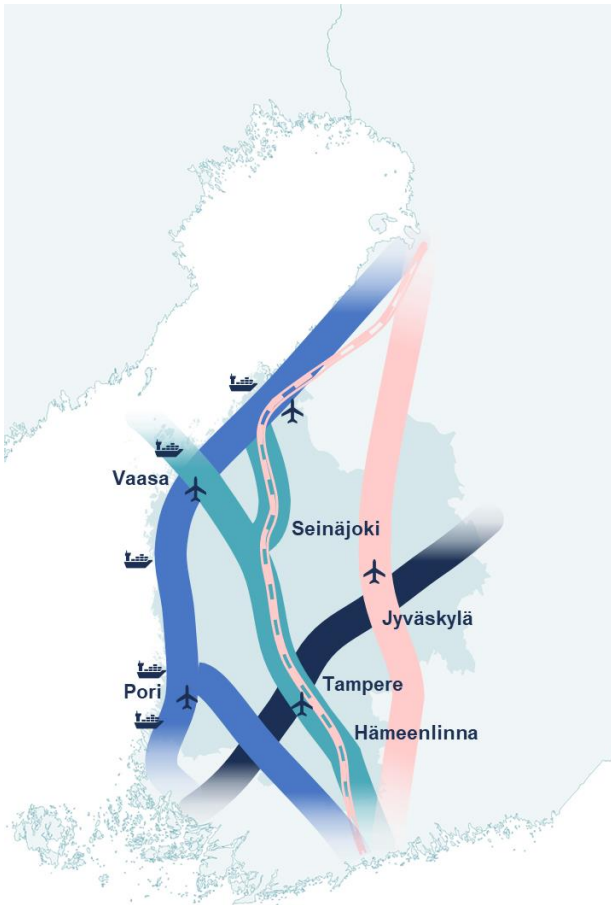 Vaasa
Seinäjoki
Jyväskylä
Tampere
Pori
Hämeenlinna